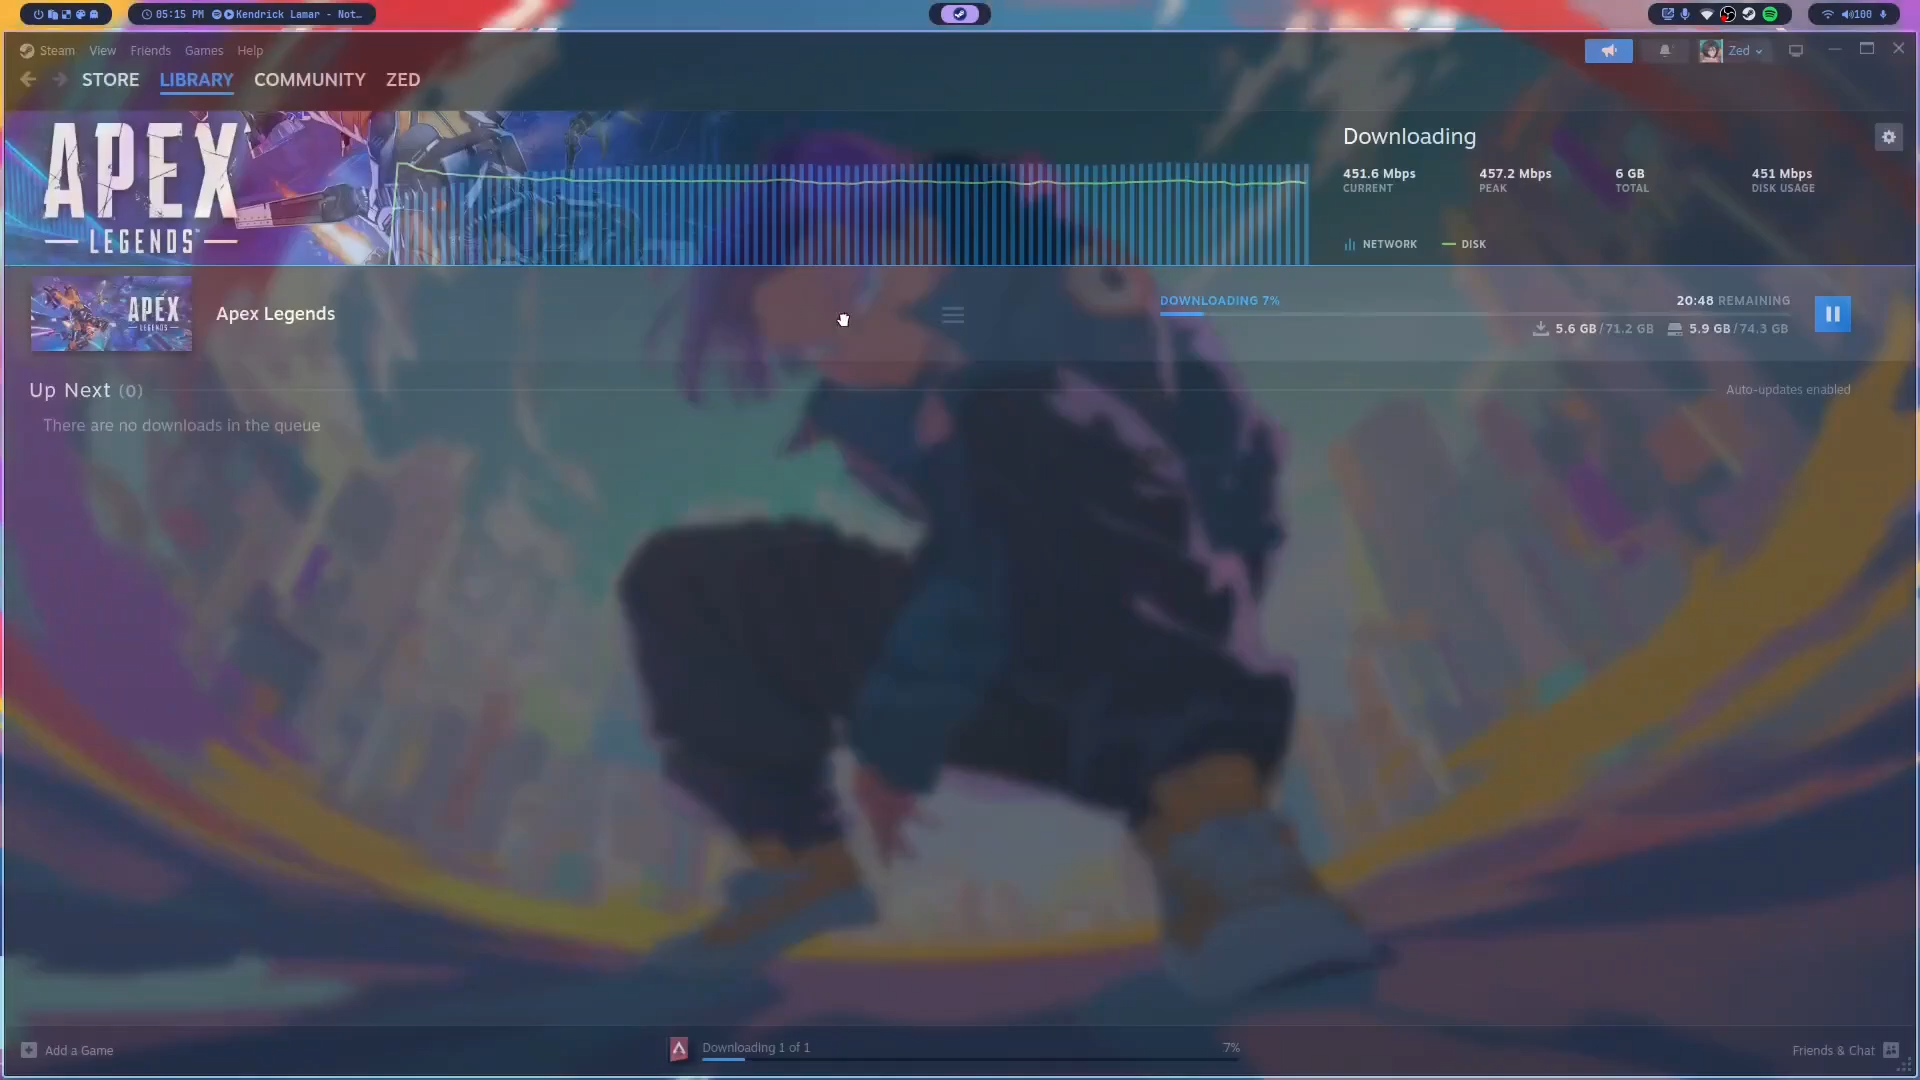 05:15 PM Kendrick Lamar - Not… 100
Steam View Friends Games Help Zed
STORE LIBRARY COMMUNITY ZED
APEX
LEGENDS
Downloading
451.6 Mbps 457.2 Mbps 6 GB 451 Mbps
CURRENT PEAK TOTAL DISK USAGE
NETWORK DISK
APEX
LEGENDS
Apex Legends
DOWNLOADING 7% 20:48 REMAINING
5.6 GB/71.2 GB 5.9 GB/74.3 GB
Up Next (0) Auto-updates enabled
There are no downloads in the queue
Add a Game Downloading 1 of 1 7% Friends & Chat